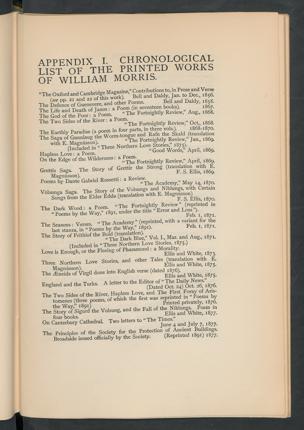 APPENDIX I. CHRONOLOGICAL
LIST OF THE PRINTED WORKS
OF WILLIAM MORRIS.
"The Oxford and Cambridge Magazine," Contributions to, in Prose and Verse
(see pp. 21 and 22 of this work). Bell and Daldy, Jan. to Dec., 1856.
The Defence of Guenevere, and other Poems. Bell and Daldy, 1858.
The Life and Death of Jason: a Poem (in seventeen books). 1867.
The God of the Poor: a Poem. "The Fortnightly Review," Aug., 1868.
The Two Sides of the River: a Poem.
"The Fortnightly Review," Oct., 1868.
The Earthly Paradise (a poem in four parts, in three vols.). 1868-1870.
The Saga of Gunnlaug the Worm-tongue and Rafn the Skald (translation
with E. Magnússon). "The Fortnightly Review," Jan., 1869.
(Included in "Three Northern Love Stories," 1875).
Hapless Love: a Poem. "Good Words," April, 1869.
On the Edge of the Wilderness: a Poem.
"The Fortnightly Review," April, 1869.
Grettis Saga. The Story of Grettir the Strong (translation with E.
Magnússon). F. S. Ellis, 1869.
Poems by Dante Gabriel Rossetti: a Review.
"The Academy," May 14, 1870.
Völsunga Saga. The Story of the Volsungs and Niblungs, with Certain
Songs from the Elder Edda (translation with E. Magnússon)
F. S. Ellis, 1870.
The Dark Wood: a Poem. "The Fortnightly Review" (reprinted in
"Poems by the Way," 1891, under the title "Error and Loss").
Feb. 1, 1871.
The Seasons: Verses. "The Academy" (reprinted, with a variant for the
last stanza, in "Poems by the Way," 1891). Feb. 1, 1871.
The Story of Frithiof the Bold (translation).
"The Dark Blue," Vol. I., Mar. and Aug., 1871.
(Included in "Three Northern Love Stories, 1875.)
Love is Enough, or the Freeing of Pharamond: a Morality.
Ellis and White, 1873.
Three Northern Love Stories, and other Tales (translation with E.
Magnússon). Ellis and White, 1875.
The Æneids of Virgil done into English verse (dated 1876).
Ellis and White, 1875.
England and the Turks. A letter to the Editor of "The Daily News."
(Dated Oct. 24) Oct. 26, 1876.
The Two Sides of the River, Hapless Love, and The First Foray of Aristomenes
(three poems, of which the first was reprinted in "Poems by
the Way," 1891) Printed privately, 1876.
The Story of Sigurd the Volsung, and the Fall of the Niblungs. Poem in
four books. Ellis and White, 1877.
On Canterbury Cathedral. Two letters to "The Times"
June 4 and July 7, 1877.
The Principles of the Society for the Protection of Ancient Buildings.
Broadside issued officially by the Society. (Reprinted 1891) 1877.